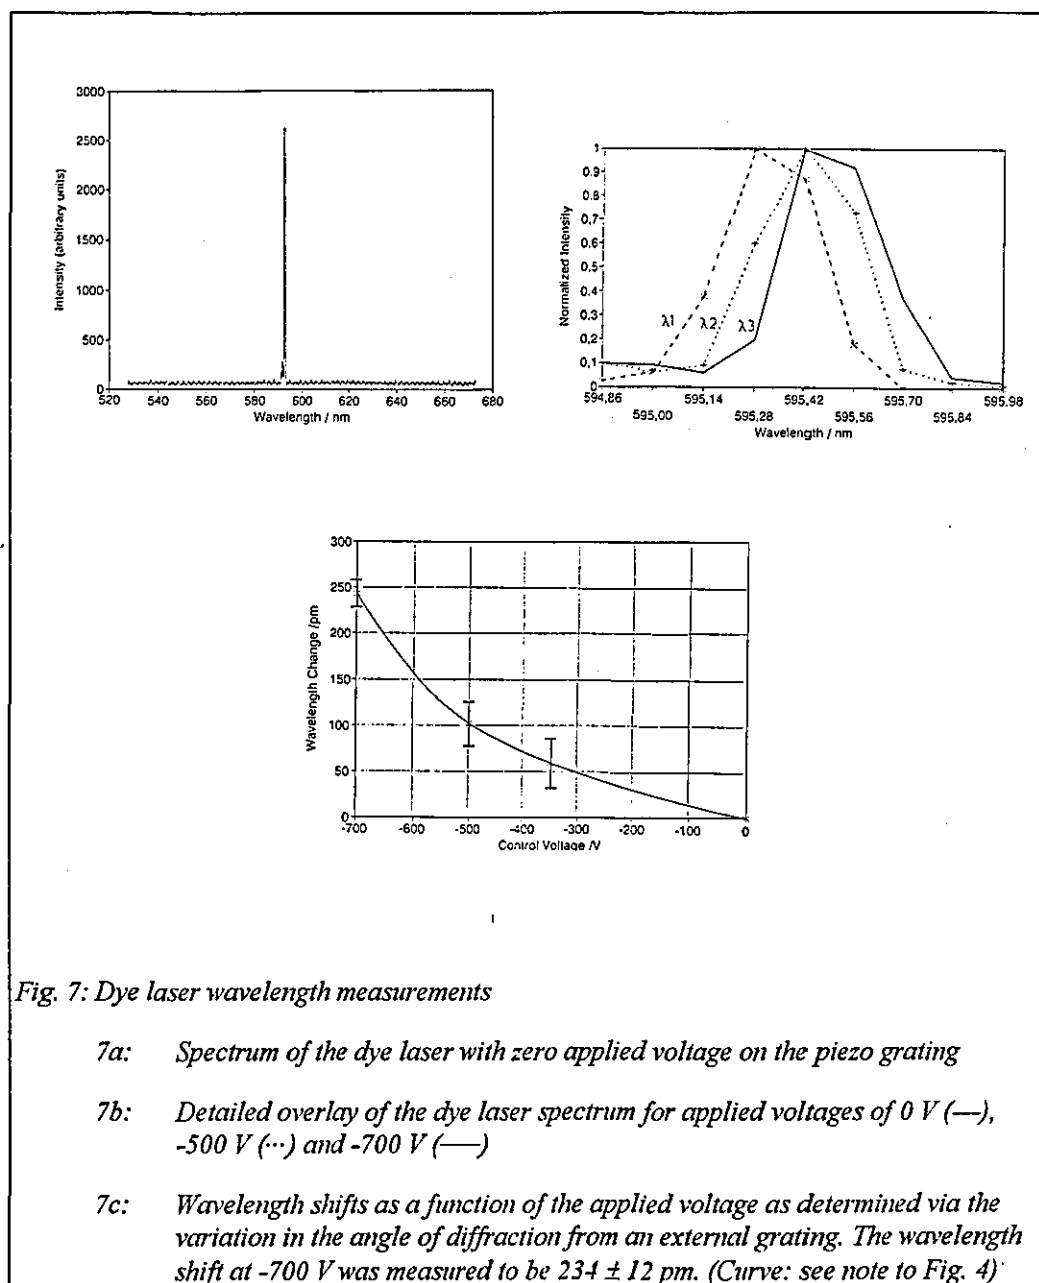 3000
2500
2000
1500
1000
500
0
Intensity (arbitrary units)
520 540 560 580 600 620 640 660 680
Wavelength / nm
1
0.9
0.8
0.7
0.6
0.5
0.4
0.3
0.2
0.1
0
Normalized Intensity
λ1 λ2 λ3
594,86 595,14 595,42 595,70 595,98
595,00 595,28 595,56 595,84
Wavelength / nm
300
250
200
150
100
50
0
Wavelength Change /pm
-700 -600 -500 -400 -300 -200 -100 0
Control Voltage /V
Fig. 7: Dye laser wavelength measurements
7a: Spectrum of the dye laser with zero applied voltage on the piezo grating
7b: Detailed overlay of the dye laser spectrum for applied voltages of 0 V (—),
-500 V (···) and -700 V (——)
7c: Wavelength shifts as a function of the applied voltage as determined via the
variation in the angle of diffraction from an external grating. The wavelength
shift at -700 V was measured to be 234 ± 12 pm. (Curve: see note to Fig. 4)